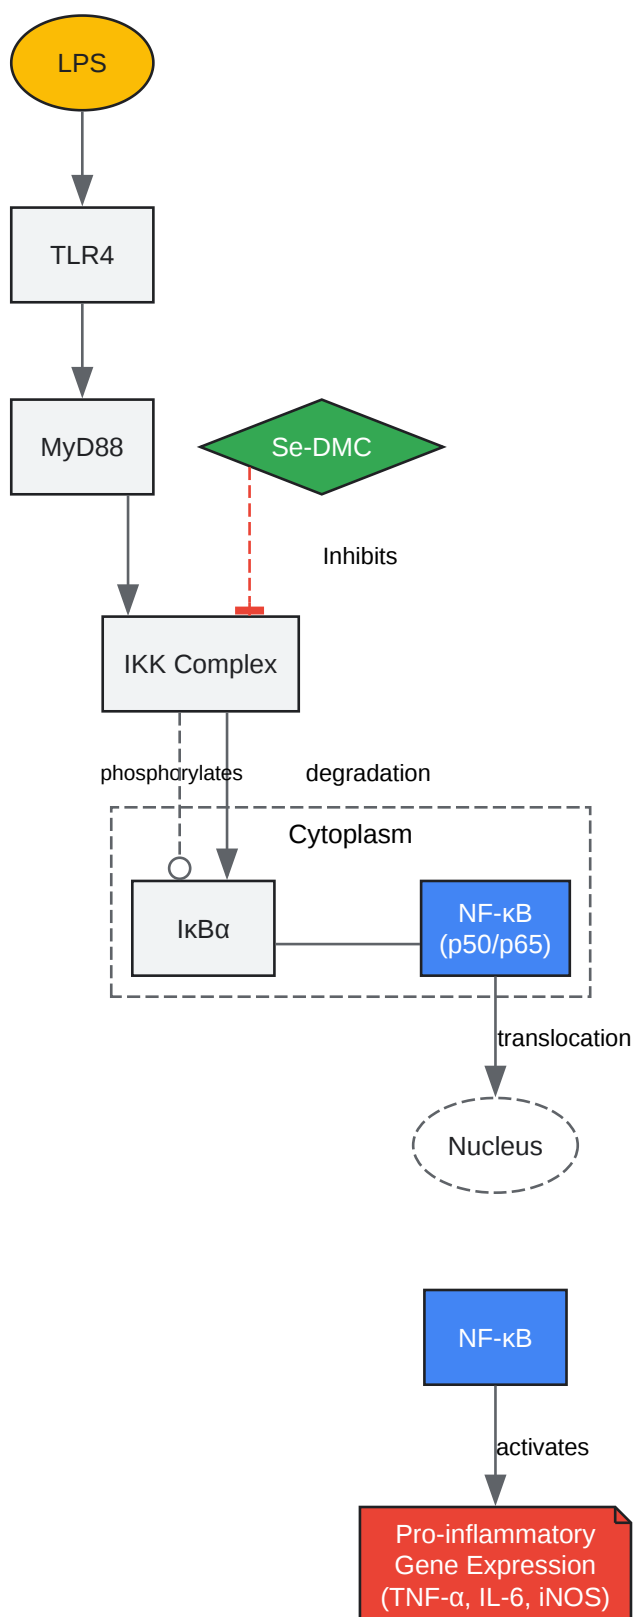 LPS
TLR4
MyD88
Se-DMC
Inhibits
IKK Complex
phosphorylates
degradation
Cytoplasm
IκBα
NF-κB
(p50/p65)
translocation
Nucleus
NF-κB
activates
Pro-inflammatory
Gene Expression
(TNF-α, IL-6, iNOS)